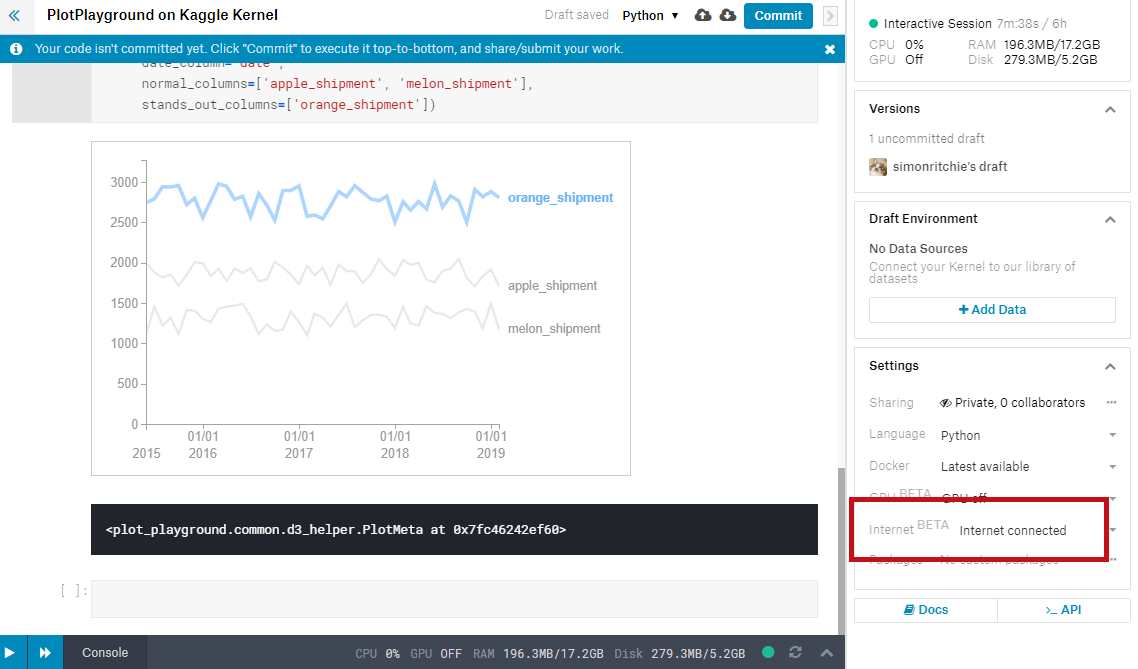 PlotPlayground on Kaggle Kernel
Draft saved
Python
Commit
Your code isn't committed yet. Click "Commit" to execute it top-to-bottom, and share/submit your work.
date_column="date",
normal_columns=['apple_shipment', 'melon_shipment'],
stands_out_columns=['orange_shipment'])
3000
2500
2000
1500
1000
500
0
orange_shipment
apple_shipment
melon_shipment
01/01 01/01 01/01 01/01
2015 2016 2017 2018 2019
<plot_playground.common.d3_helper.PlotMeta at 0x7fc46242ef60>
[ ]:
Console
CPU 0% GPU OFF RAM 196.3MB/17.2GB Disk 279.3MB/5.2GB
Interactive Session 7m:38s / 6h
CPU 0% RAM 196.3MB/17.2GB
GPU Off Disk 279.3MB/5.2GB
Versions
1 uncommitted draft
simonritchie's draft
Draft Environment
No Data Sources
Connect your Kernel to our library of
datasets
+ Add Data
Settings
Sharing Private, 0 collaborators
Language Python
Docker Latest available
GPU BETA GPU off
Internet BETA Internet connected
Packages No custom packages
Docs
>_ API